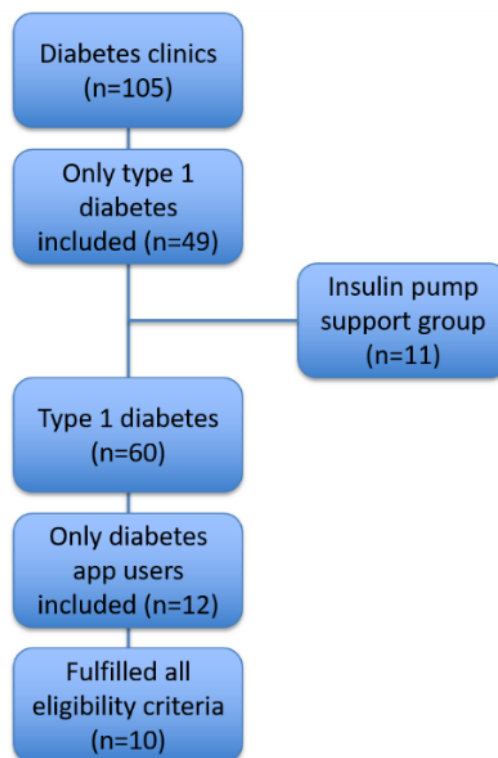 Diabetes clinics
(n=105)
Only type 1
diabetes
included (n=49)
Insulin pump
support group
(n=11)
Type 1 diabetes
(n=60)
Only diabetes
app users
included (n=12)
Fulfilled all
eligibility criteria
(n=10)